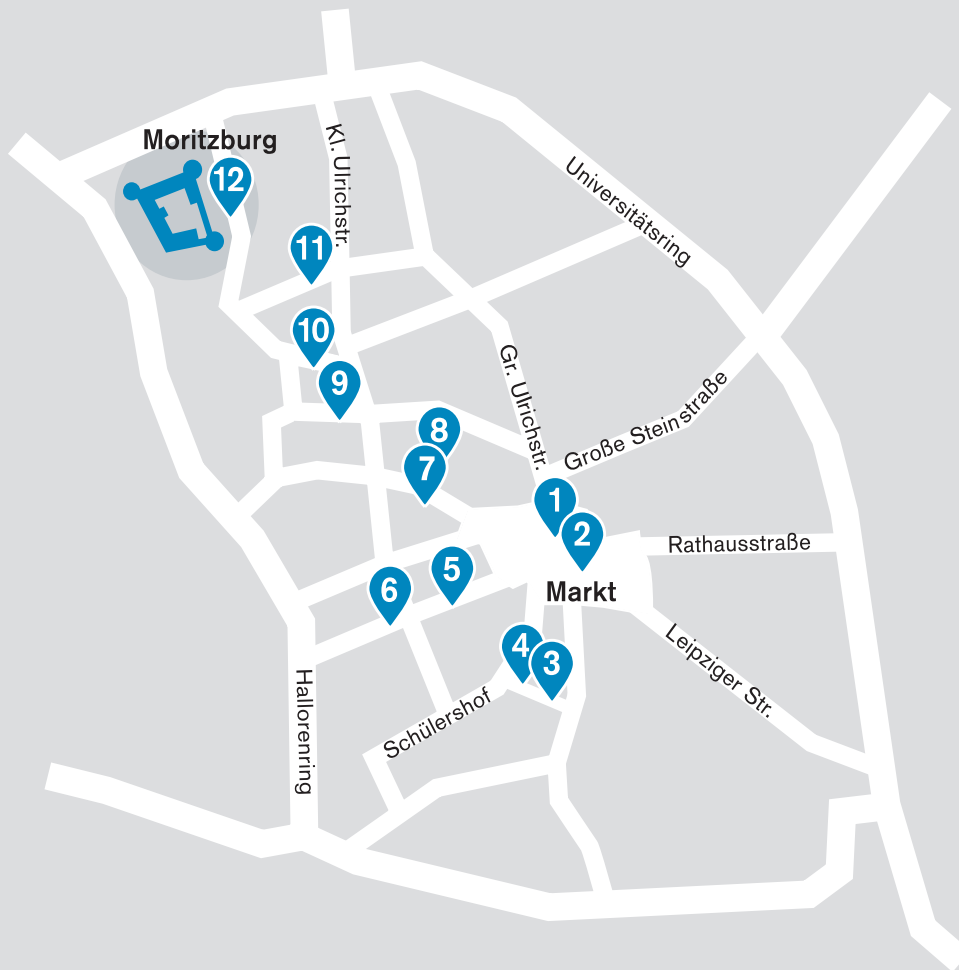 Moritzburg
12
Kl. Ulrichstr.
Universitätsring
11
10
9
Gr. Ulrichstr.
Große Steinstraße
8
7
1
2
Rathausstraße
5
6
Markt
4
3
Leipziger Str.
Schülershof
Hallorenring